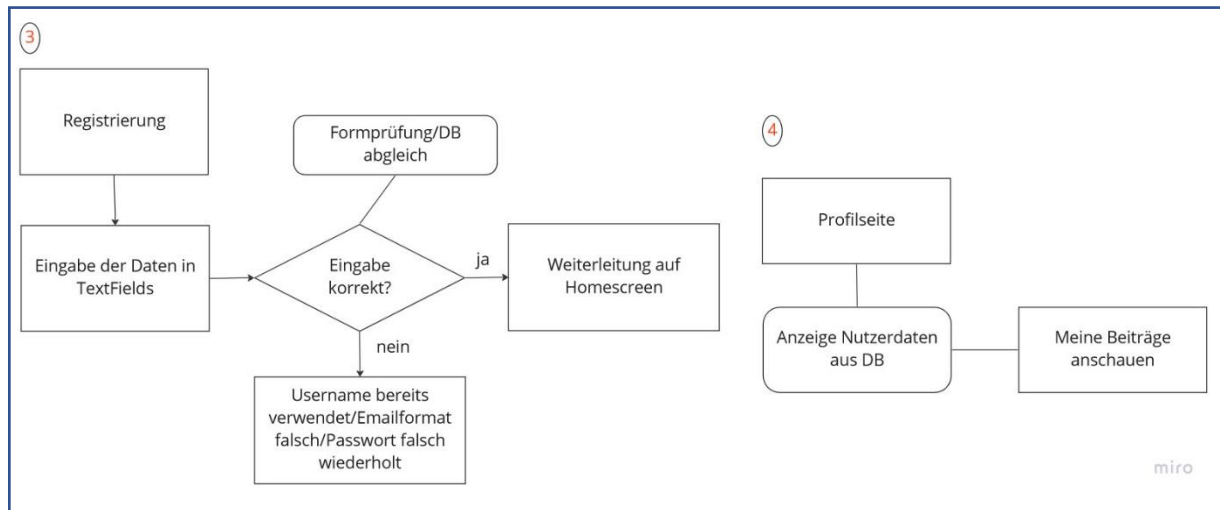 3
Registrierung
Formprüfung/DB
abgleich
Eingabe der Daten in
TextFields
Eingabe
korrekt?
ja
Weiterleitung auf
Homescreen
nein
Username bereits
verwendet/Emailformat
falsch/Passwort falsch
wiederholt
4
Profilseite
Anzeige Nutzerdaten
aus DB
Meine Beiträge
anschauen
miro